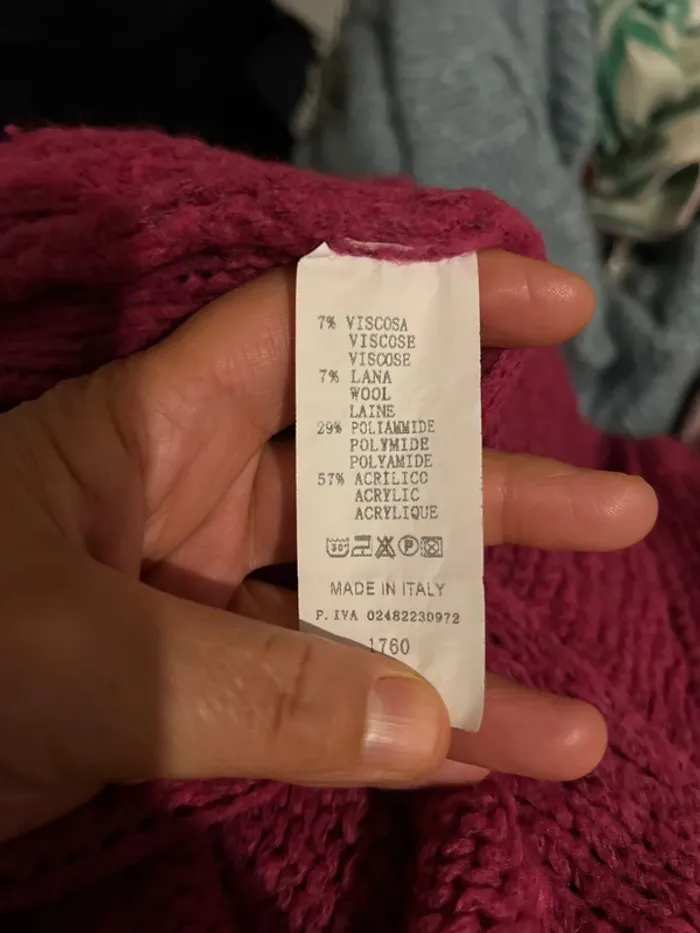 7% VISCOSA
VISCOSE
VISCOSE
7% LANA
WOOL
LAINE
29% POLIAMMIDE
POLYMIDE
POLYAMIDE
57% ACRILICO
ACRYLIC
ACRYLIQUE
30°
P
MADE IN ITALY
P. IVA 02482230972
1760